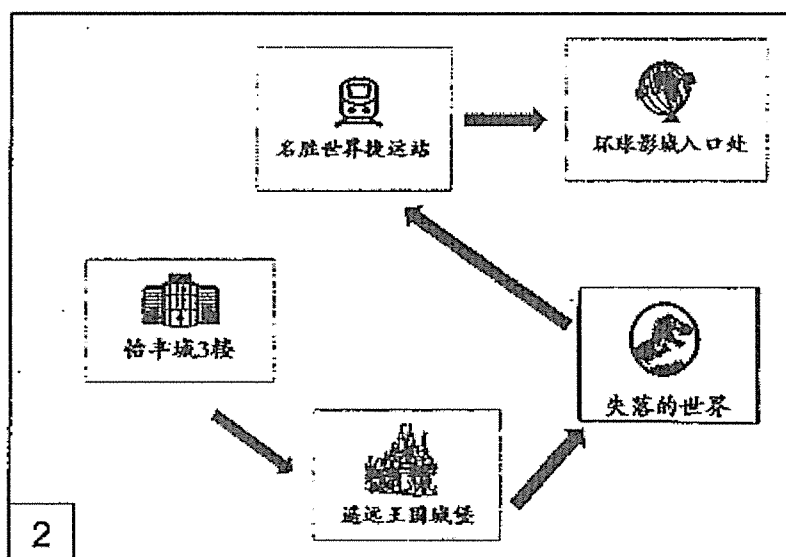 名胜世界捷运站
环球影城入口处
怡丰城3楼
失落的世界
遥远王国城堡
2